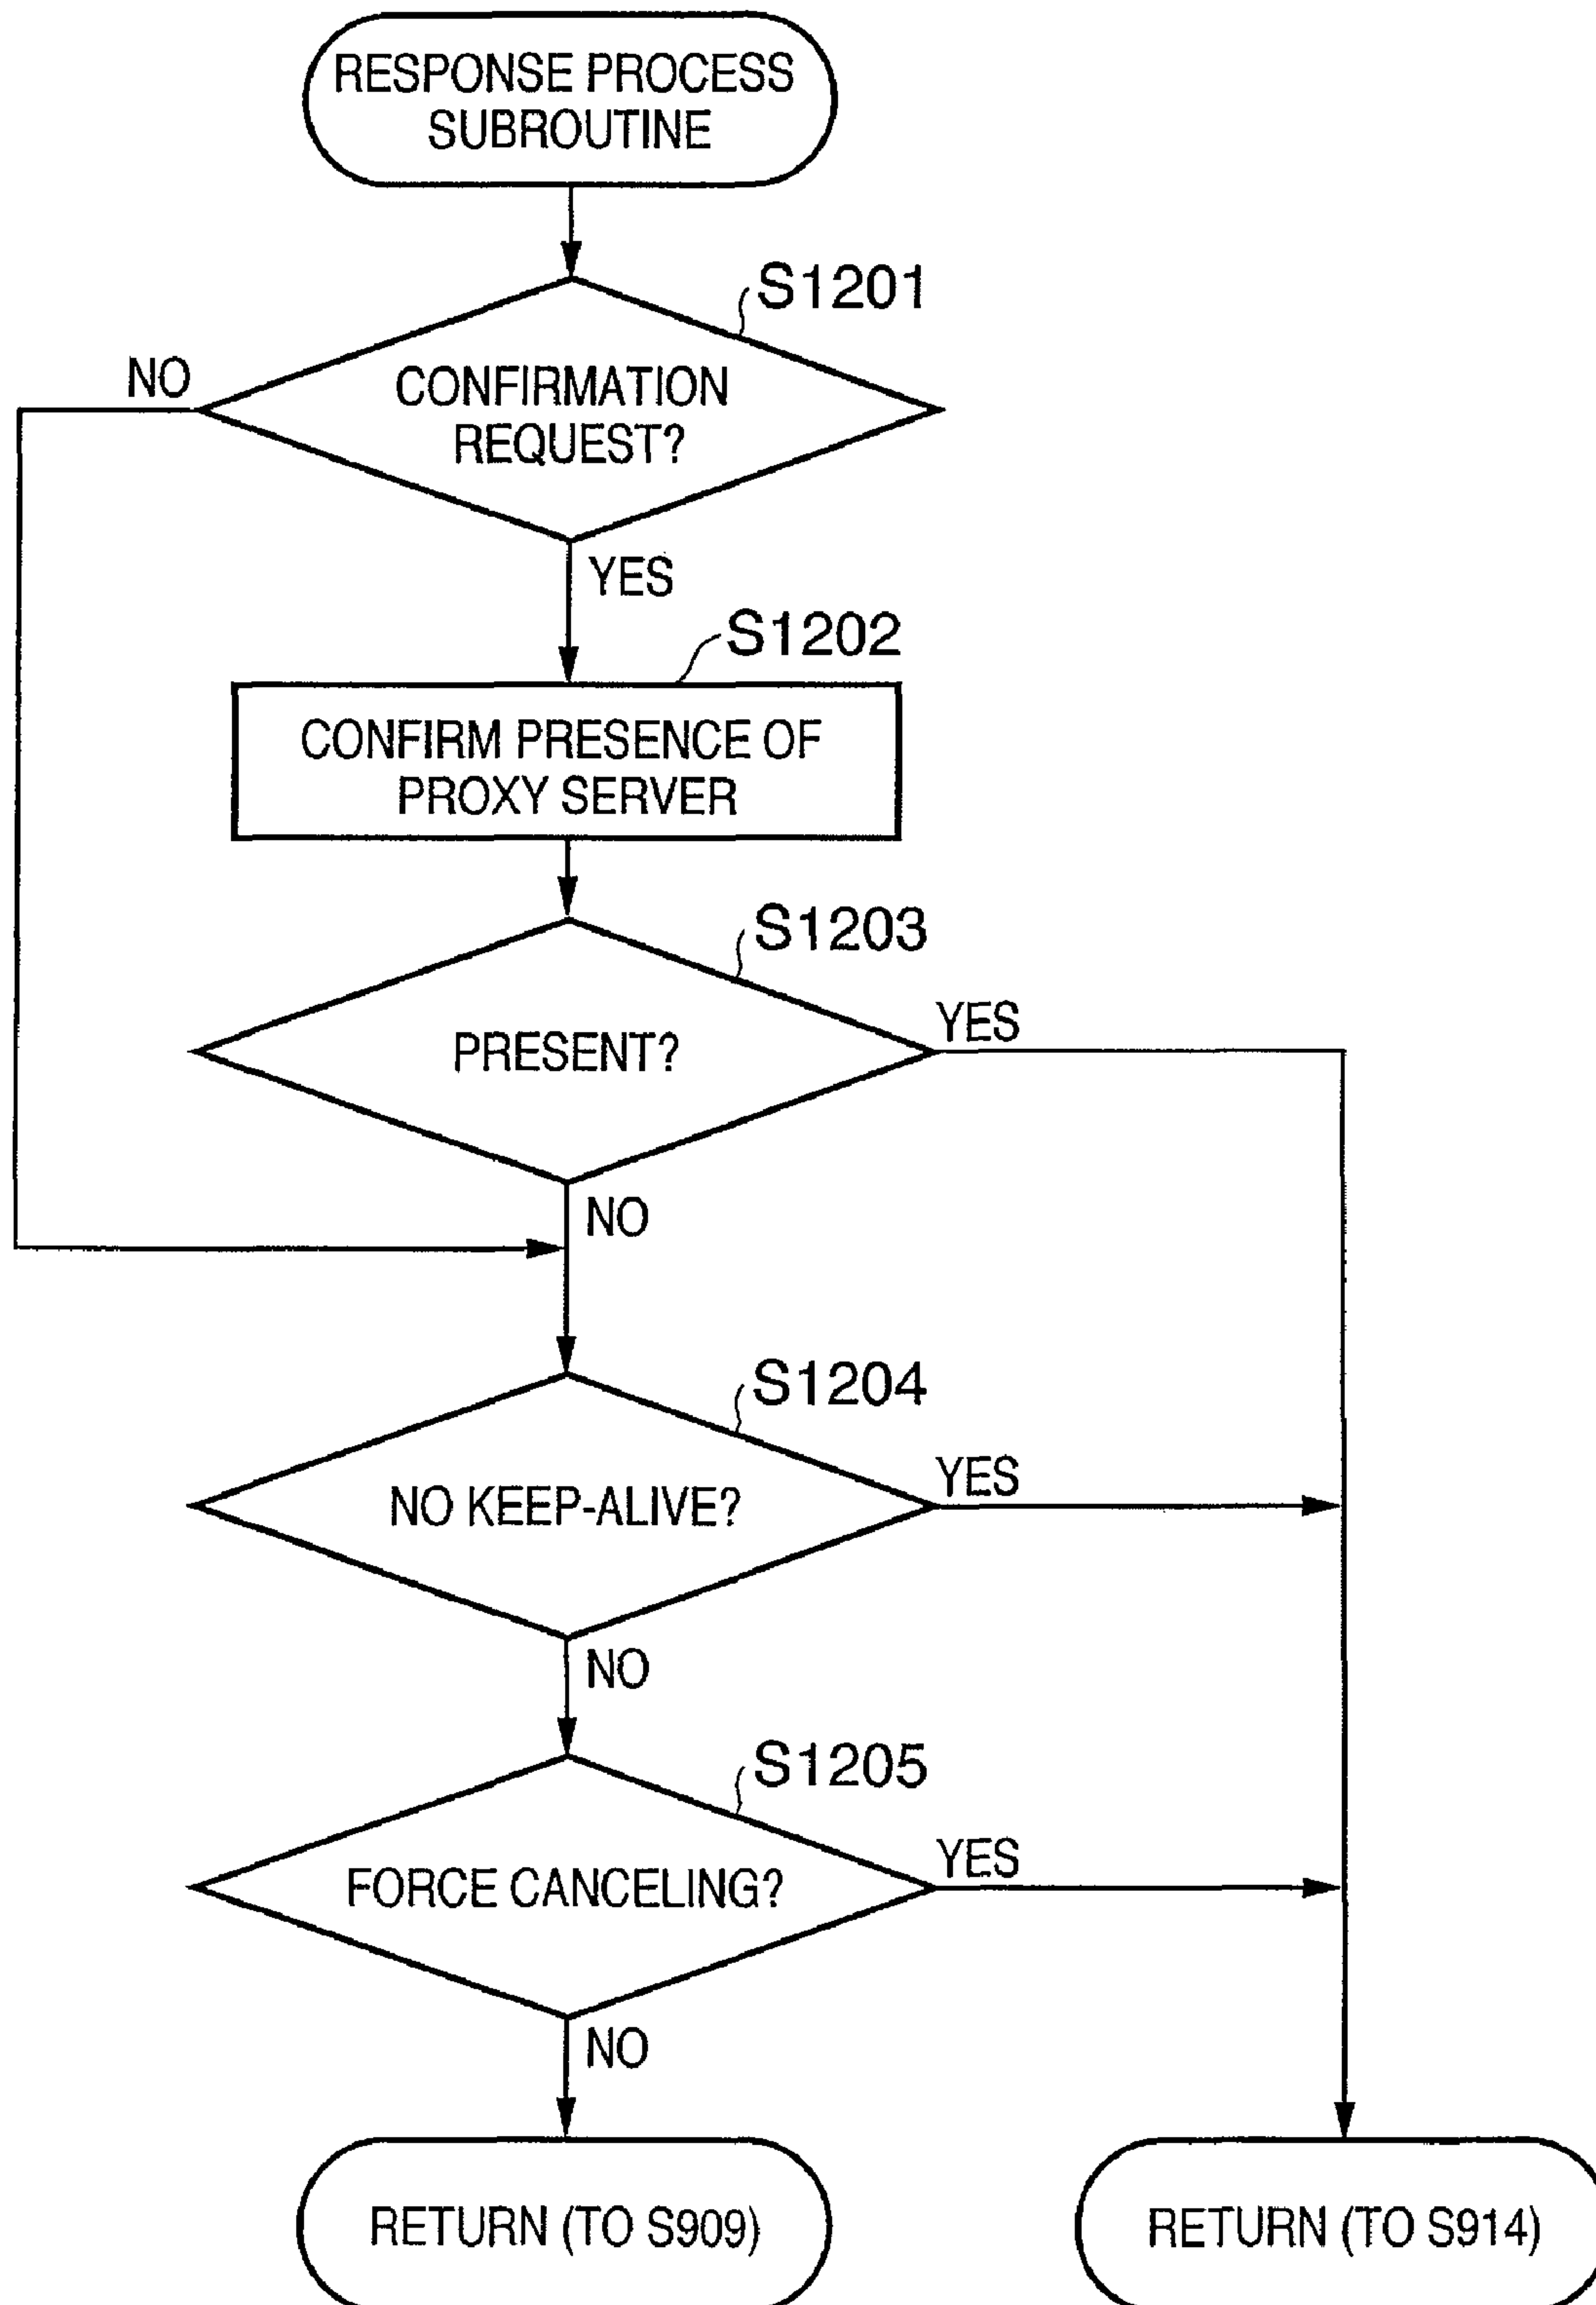 RESPONSE PROCESS
SUBROUTINE
S1201
NO
CONFIRMATION
REQUEST?
YES
S1202
CONFIRM PRESENCE OF
PROXY SERVER
S1203
YES
PRESENT?
NO
S1204
YES
NO KEEP-ALIVE?
NO
S1205
YES
FORCE CANCELING?
NO
RETURN (TO S909)
RETURN (TO S914)